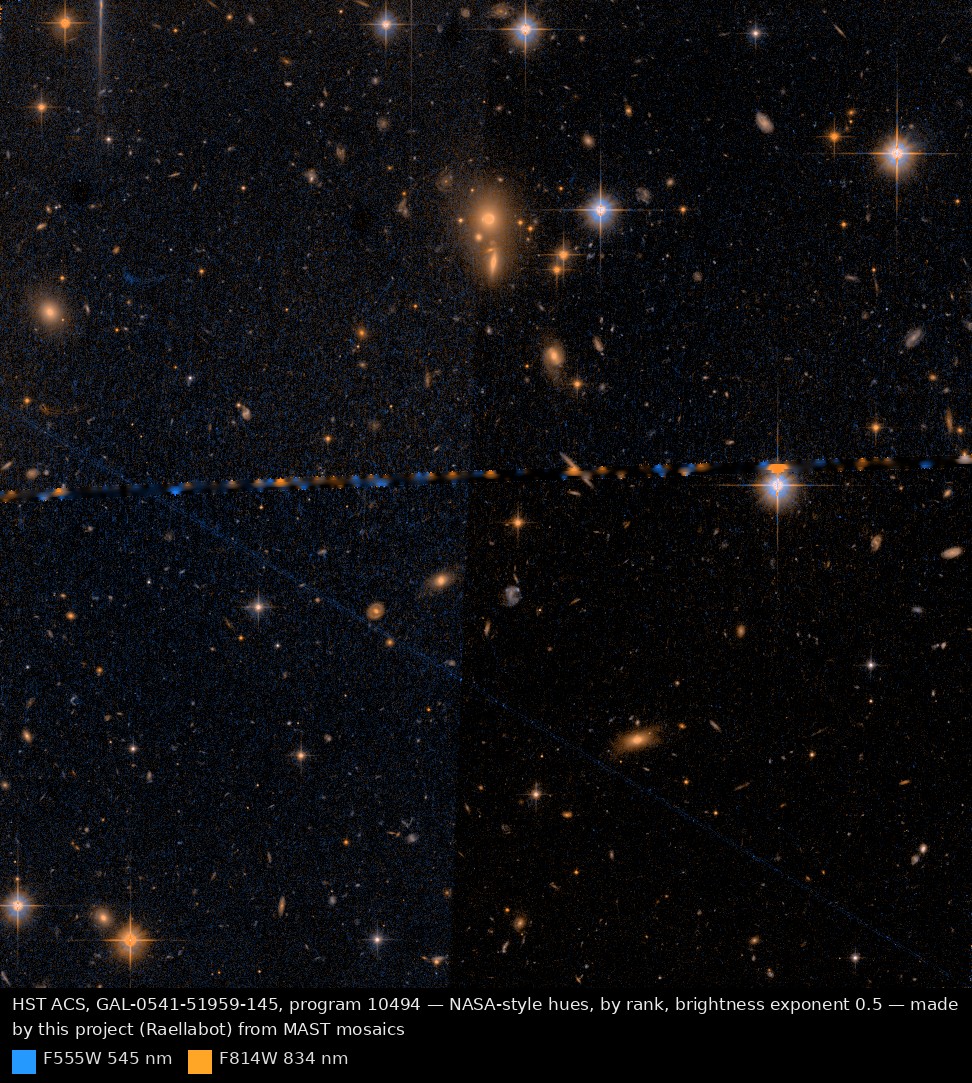 HST ACS, GAL-0541-51959-145, program 10494 — NASA-style hues, by rank, brightness exponent 0.5 — made
by this project (Raellabot) from MAST mosaics
F555W 545 nm F814W 834 nm